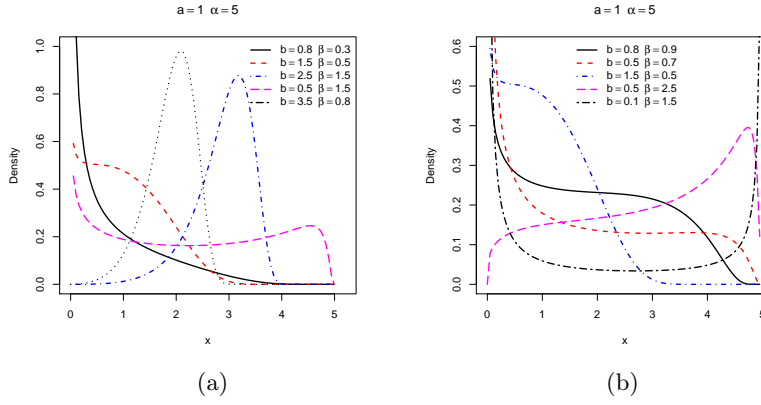 a = 1 α = 5
Density
0.0 0.2 0.4 0.6 0.8 1.0
b = 0.8 β = 0.3
b = 1.5 β = 0.5
b = 2.5 β = 1.5
b = 0.5 β = 1.5
b = 3.5 β = 0.8
0 1 2 3 4 5
x
(a)
a = 1 α = 5
Density
0.0 0.1 0.2 0.3 0.4 0.5 0.6
b = 0.8 β = 0.9
b = 0.5 β = 0.7
b = 1.5 β = 0.5
b = 0.5 β = 2.5
b = 0.1 β = 1.5
0 1 2 3 4 5
x
(b)